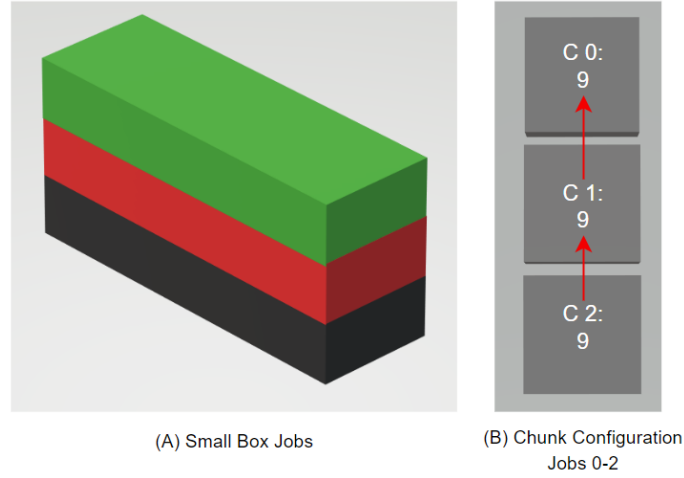 C 0:
9
C 1:
9
C 2:
9
(A) Small Box Jobs
(B) Chunk Configuration
Jobs 0-2